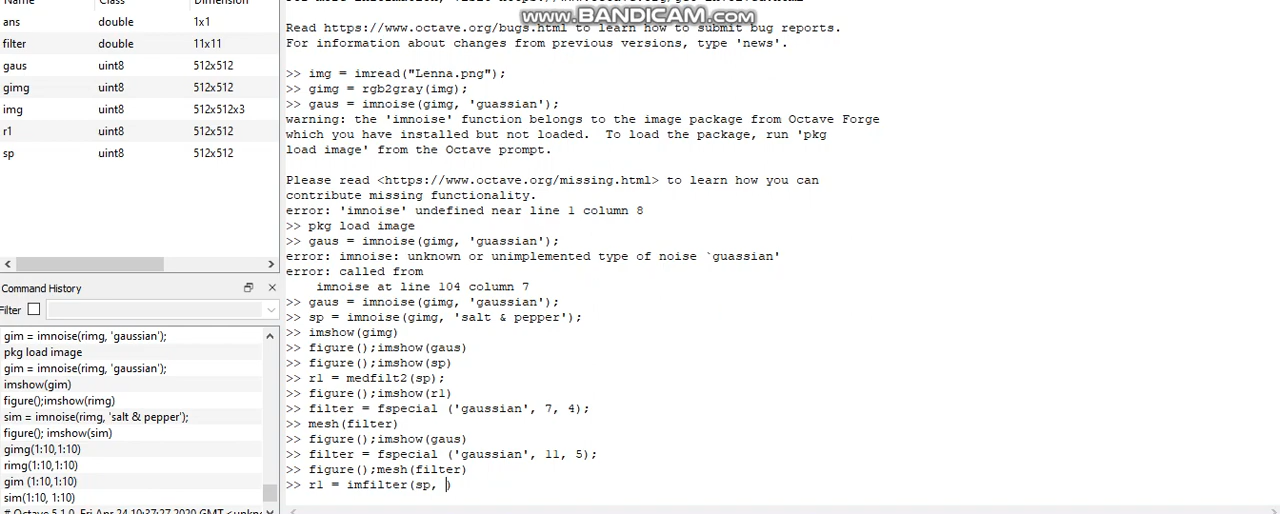 Name Class Dimension
ans double 1x1
filter double 11x11
gaus uint8 512x512
gimg uint8 512x512
img uint8 512x512x3
r1 uint8 512x512
sp uint8 512x512
Command History
Filter
gim = imnoise(rimg, 'gaussian');
pkg load image
gim = imnoise(rimg, 'gaussian');
imshow(gim)
figure();imshow(rimg)
sim = imnoise(rimg, 'salt & pepper');
figure(); imshow(sim)
gimg(1:10,1:10)
rimg(1:10,1:10)
gim (1:10,1:10)
sim(1:10, 1:10)
# Octave 5.1.0, Fri Apr 24 10:37:27 2020 GMT
www.BANDICAM.com
Read https://www.octave.org/bugs.html to learn how to submit bug reports.
For information about changes from previous versions, type 'news'.
>> img = imread("Lenna.png");
>> gimg = rgb2gray(img);
>> gaus = imnoise(gimg, 'guassian');
warning: the 'imnoise' function belongs to the image package from Octave Forge
which you have installed but not loaded.  To load the package, run 'pkg
load image' from the Octave prompt.
Please read <https://www.octave.org/missing.html> to learn how you can
contribute missing functionality.
error: 'imnoise' undefined near line 1 column 8
>> pkg load image
>> gaus = imnoise(gimg, 'guassian');
error: imnoise: unknown or unimplemented type of noise `guassian'
error: called from
imnoise at line 104 column 7
>> gaus = imnoise(gimg, 'gaussian');
>> sp = imnoise(gimg, 'salt & pepper');
>> imshow(gimg)
>> figure();imshow(gaus)
>> figure();imshow(sp)
>> r1 = medfilt2(sp);
>> figure();imshow(r1)
>> filter = fspecial ('gaussian', 7, 4);
>> mesh(filter)
>> figure();imshow(gaus)
>> filter = fspecial ('gaussian', 11, 5);
>> figure();mesh(filter)
>> r1 = imfilter(sp, )